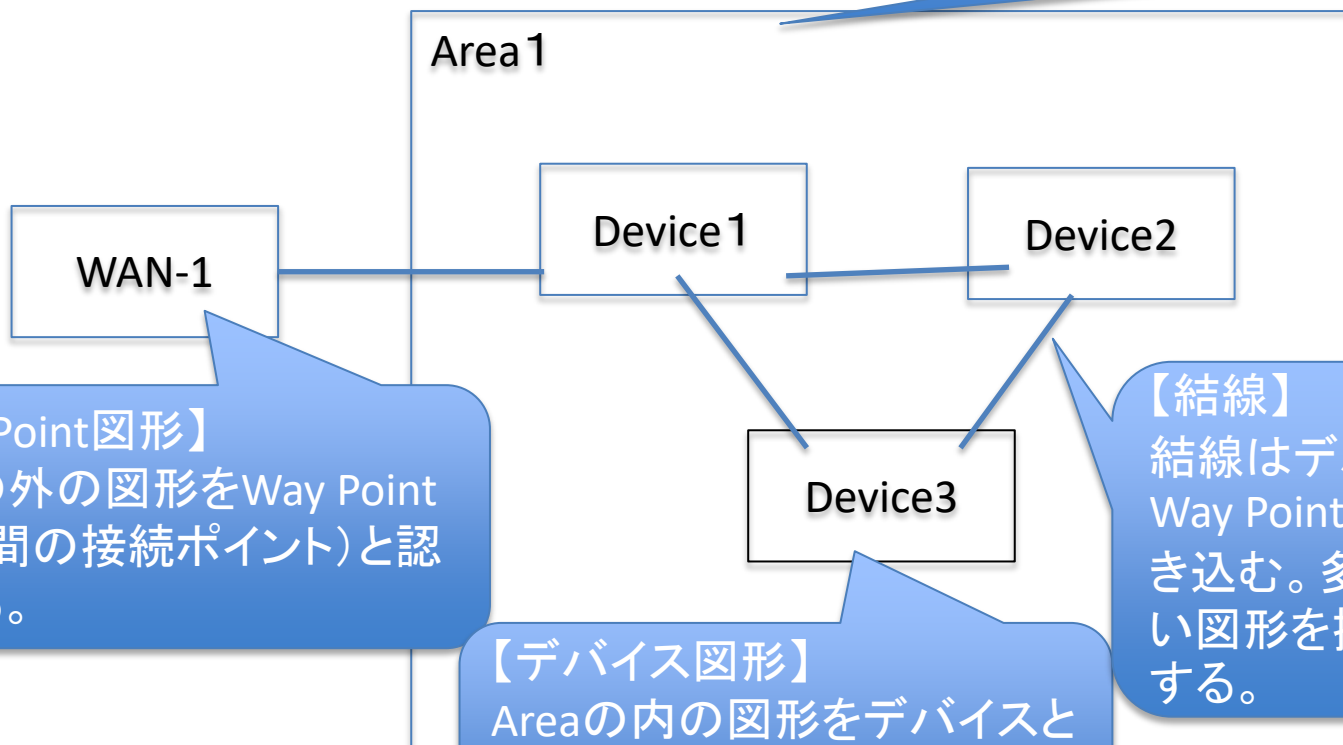 Area１
Device１
Device2
WAN-1
Device3
Point図形】
外の図形をWay Point
間の接続ポイント）と認
。
【結線】
結線はデ
Way Point
き込む。多
い図形を
する。
【デバイス図形】
Areaの内の図形をデバイスと